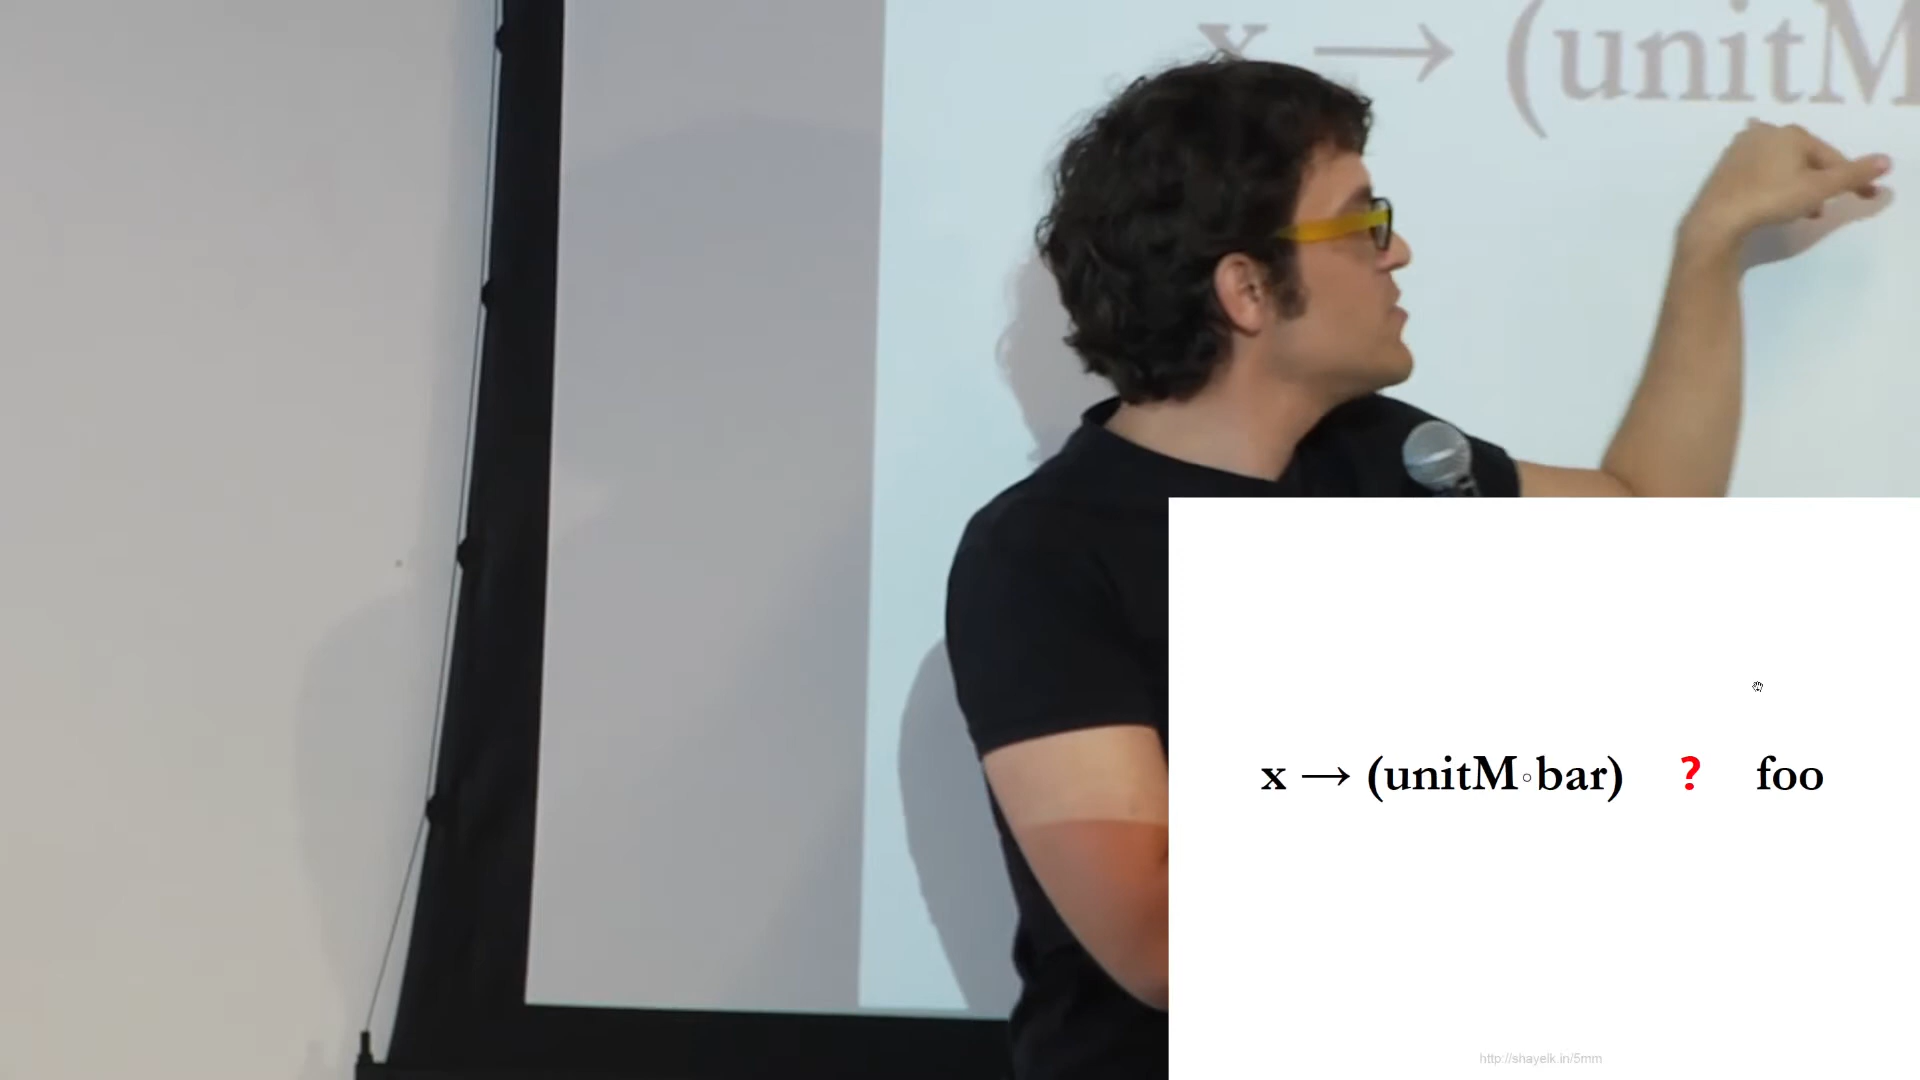 x → (unitM
x → (unitM◦bar) ? foo
http://shayelk.in/5mm